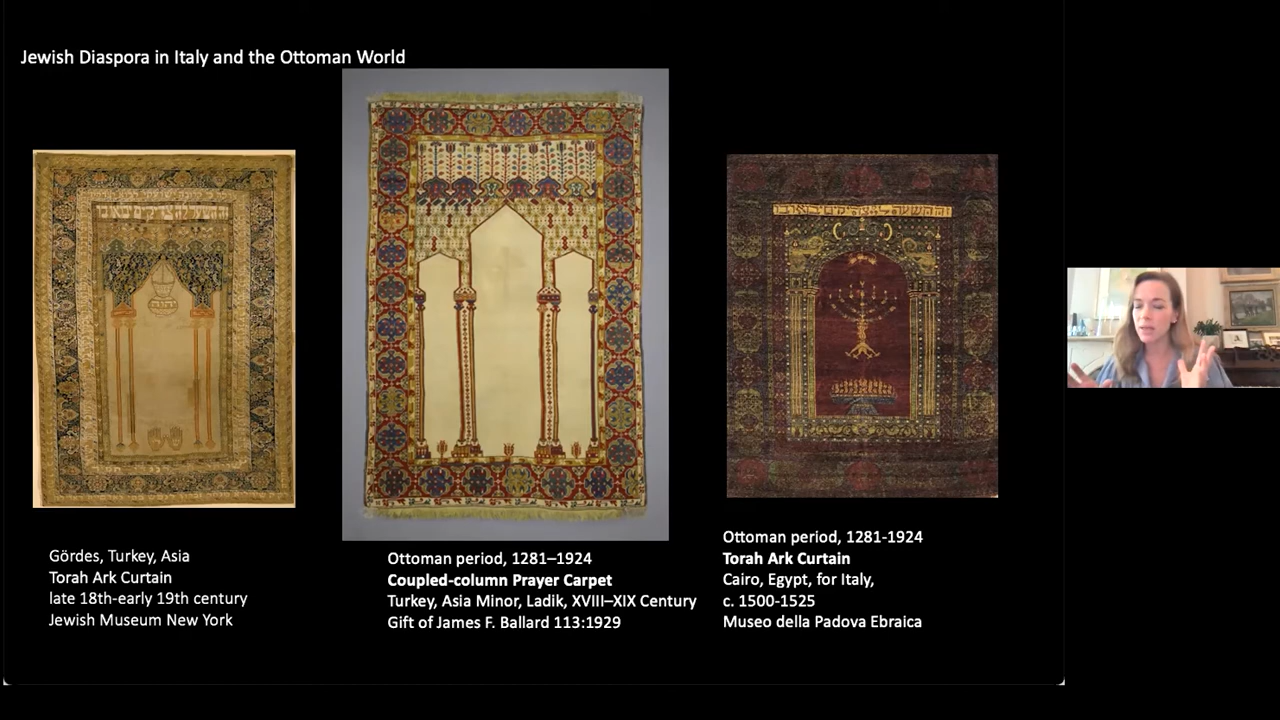 Jewish Diaspora in Italy and the Ottoman World
Gördes, Turkey, Asia
Torah Ark Curtain
late 18th-early 19th century
Jewish Museum New York
Ottoman period, 1281–1924
Coupled-column Prayer Carpet
Turkey, Asia Minor, Ladik, XVIII–XIX Century
Gift of James F. Ballard 113:1929
Ottoman period, 1281-1924
Torah Ark Curtain
Cairo, Egypt, for Italy,
c. 1500-1525
Museo della Padova Ebraica